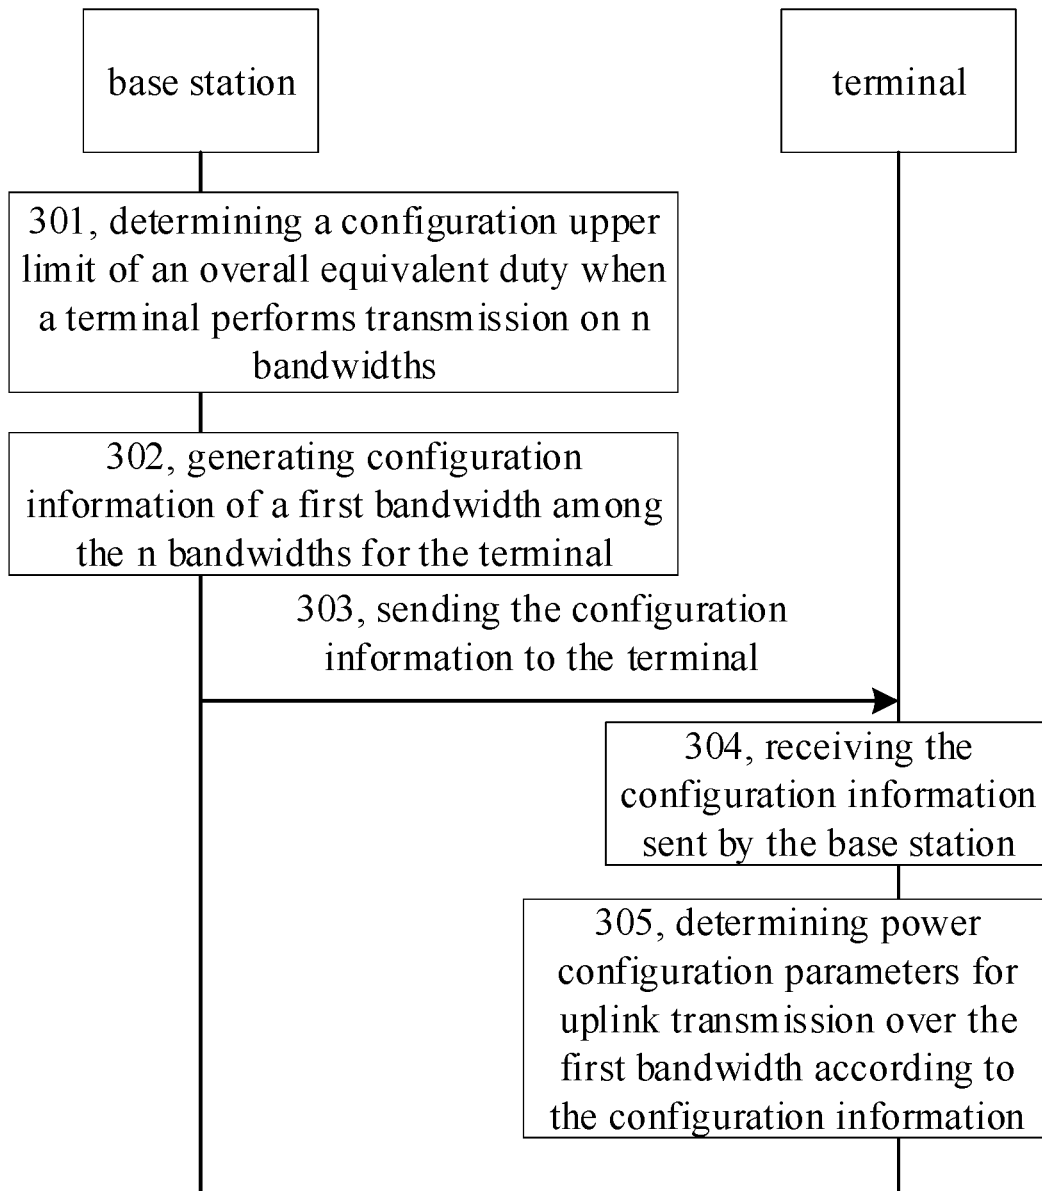 base station
terminal
301, determining a configuration upper
limit of an overall equivalent duty when
a terminal performs transmission on n
bandwidths
302, generating configuration
information of a first bandwidth among
the n bandwidths for the terminal
303, sending the configuration
information to the terminal
304, receiving the
configuration information
sent by the base station
305, determining power
configuration parameters for
uplink transmission over the
first bandwidth according to
the configuration information